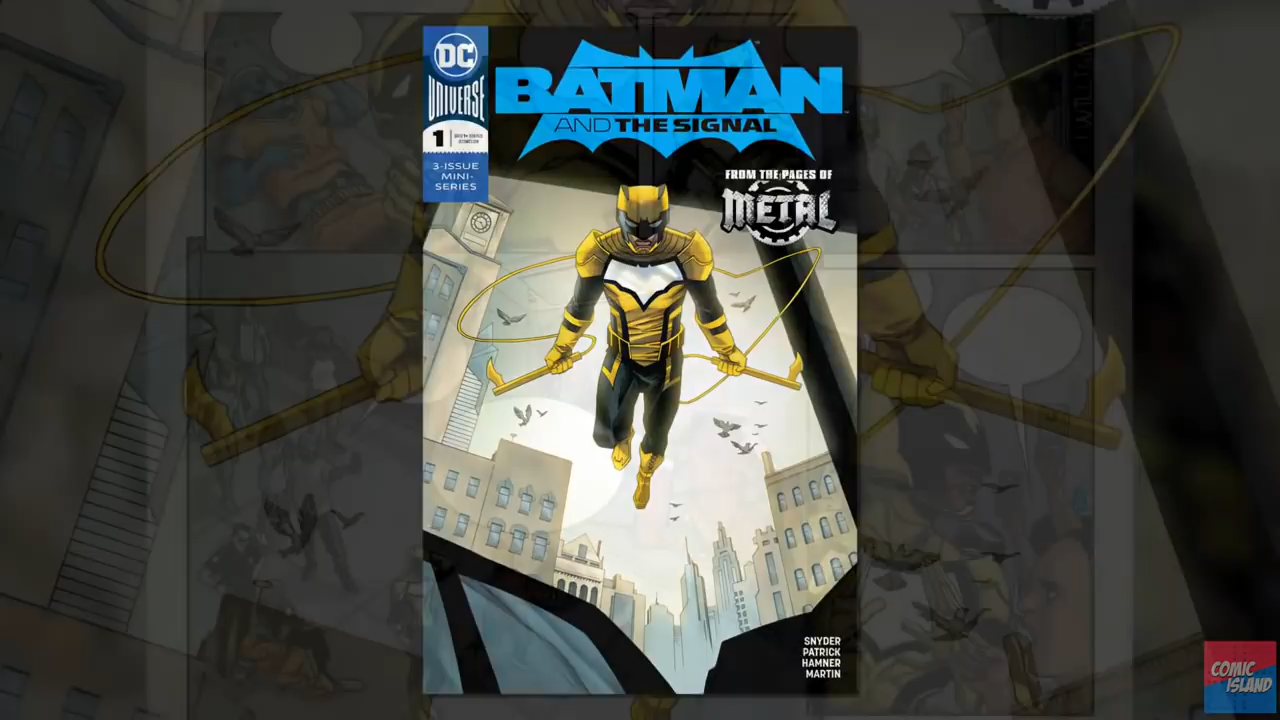 DC
UNIVERSE
1
3-ISSUE
MINI-
SERIES
BATMAN
AND THE SIGNAL
FROM THE PAGES OF
METAL
SNYDER
PATRICK
HAMNER
MARTIN
COMIC
ISLAND